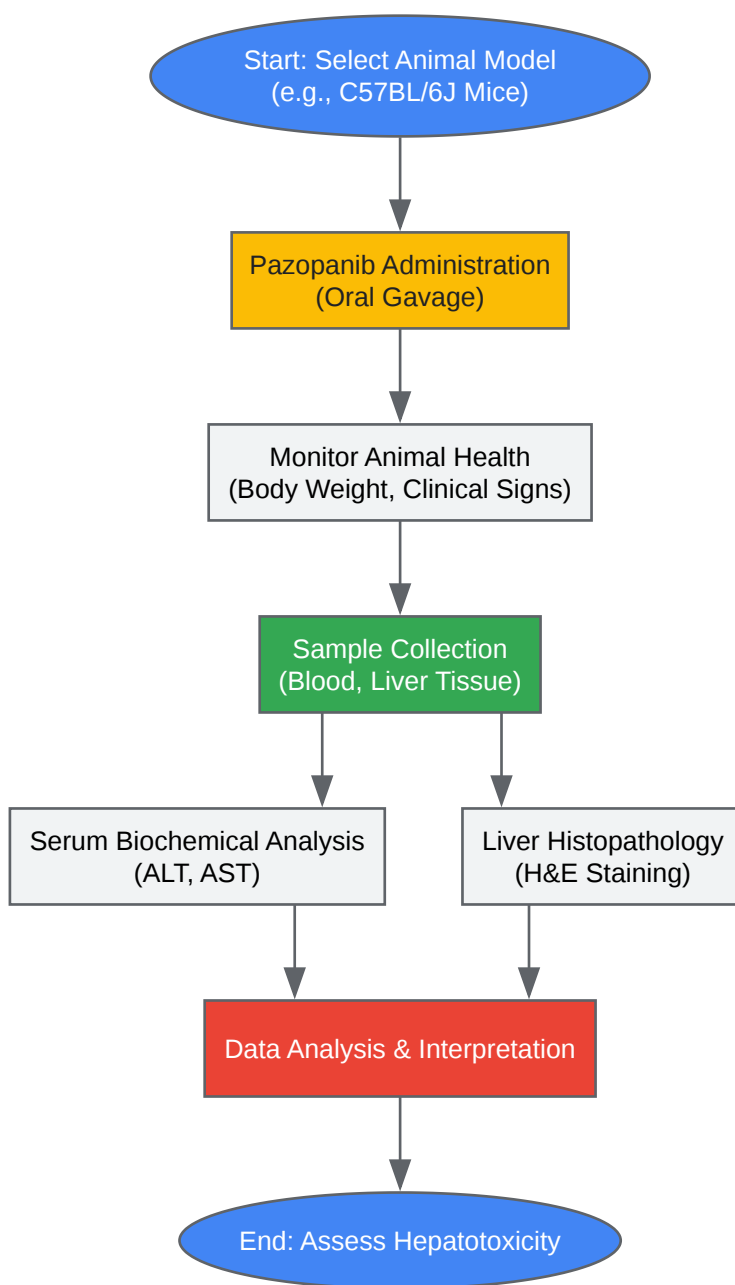 Start: Select Animal Model
(e.g., C57BL/6J Mice)
Pazopanib Administration
(Oral Gavage)
Monitor Animal Health
(Body Weight, Clinical Signs)
Sample Collection
(Blood, Liver Tissue)
Serum Biochemical Analysis
(ALT, AST)
Liver Histopathology
(H&E Staining)
Data Analysis & Interpretation
End: Assess Hepatotoxicity